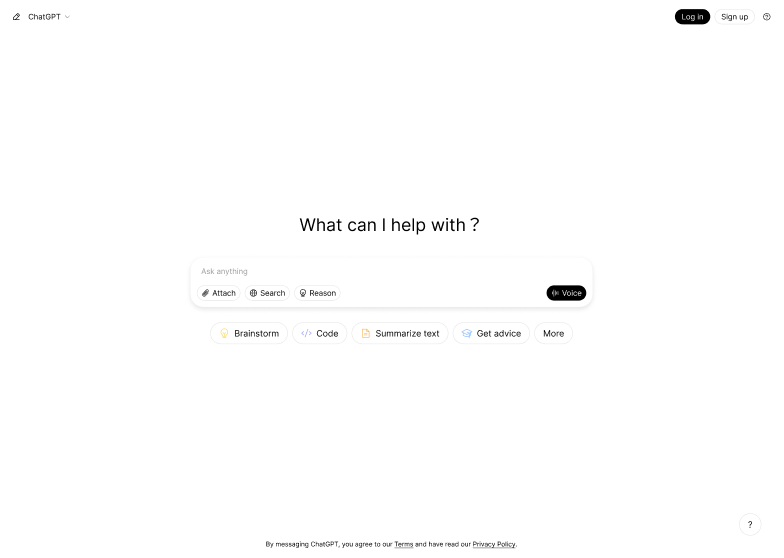 ChatGPT
Log in
Sign up
What can I help with ?
Ask anything
Attach
Search
Reason
Voice
Brainstorm
Code
Summarize text
Get advice
More
?
By messaging ChatGPT, you agree to our Terms and have read our Privacy Policy.